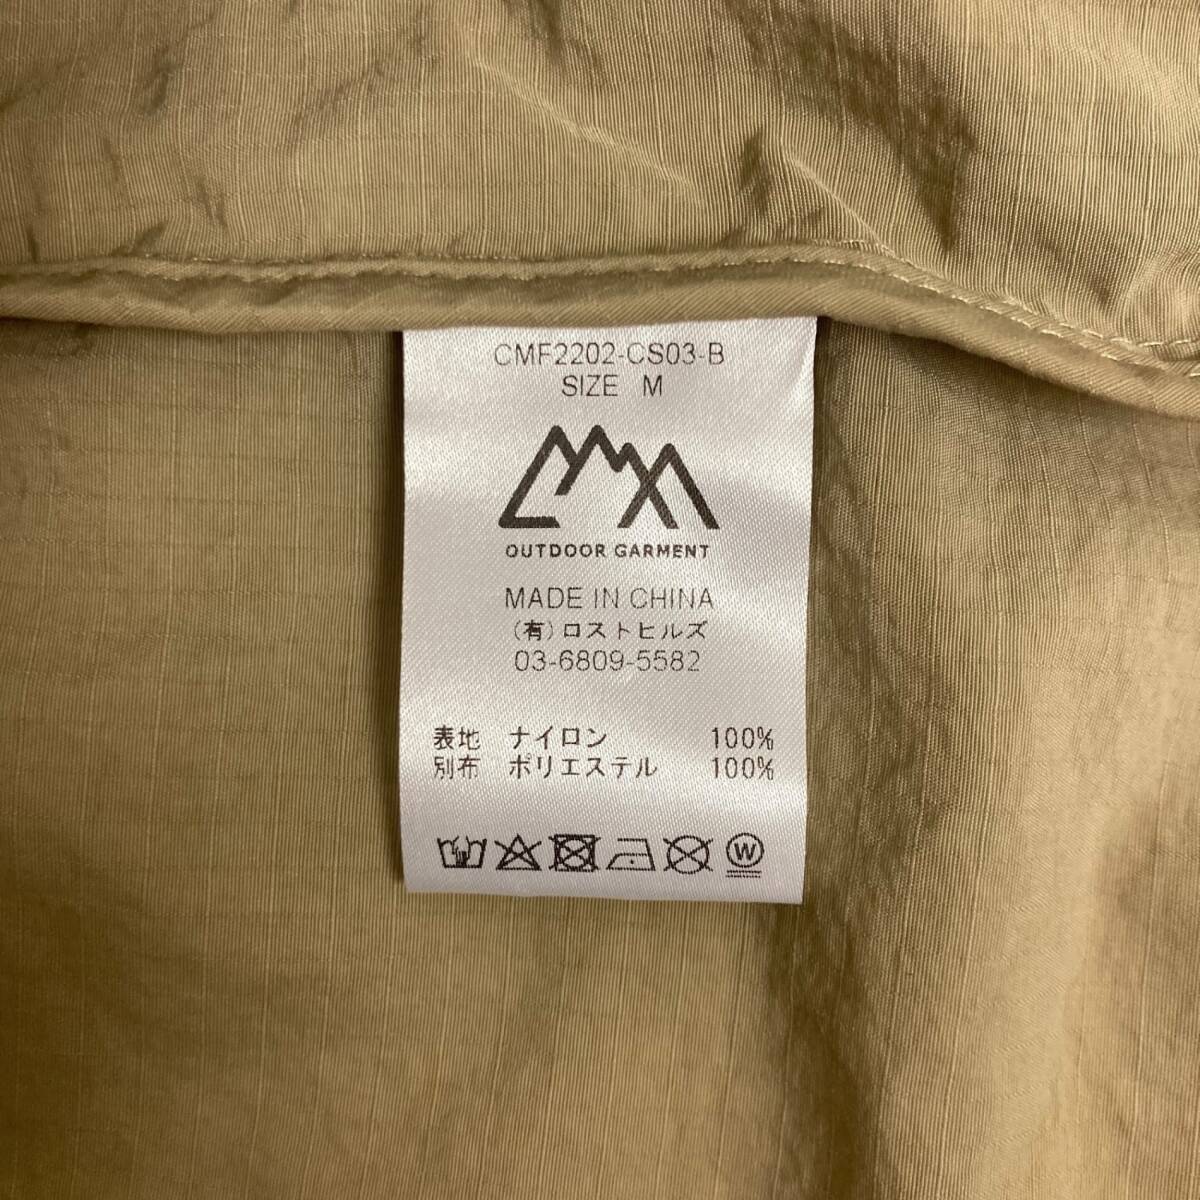 CMF2202-CS03-B
SIZE M
OUTDOOR GARMENT
MADE IN CHINA
(有)ロストヒルズ
03-6809-5582
表地 ナイロン 100%
別布 ポリエステル 100%
W